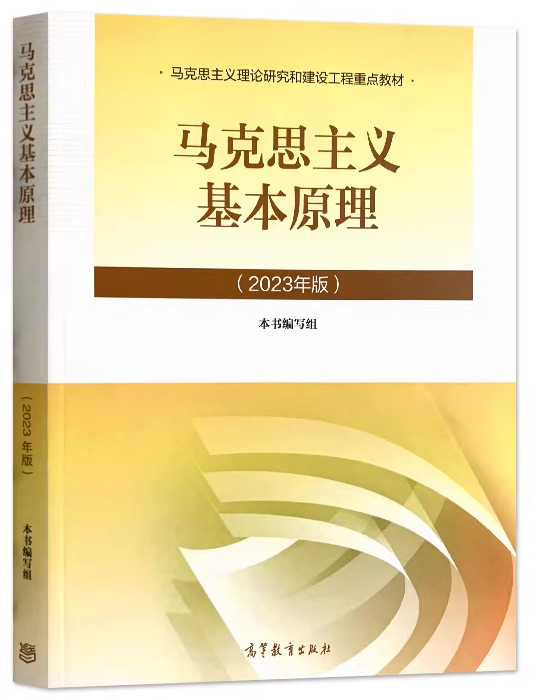 马克思主义基本原理
（2023年版）
本书编写组
·马克思主义理论研究和建设工程重点教材·
马克思主义
基本原理
（2023年版）
本书编写组
高等教育出版社